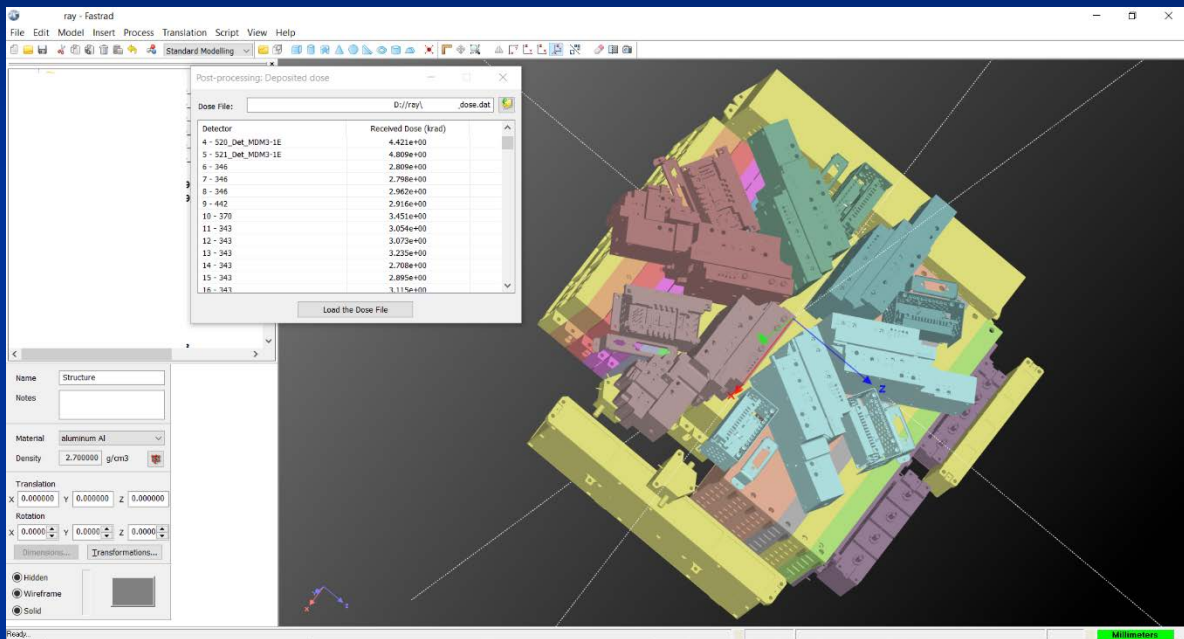 ray - Fastrad
File Edit Model Insert Process Translation Script View Help
Standard Modelling
Post-processing: Deposited dose
Dose File: D://ray\ _dose.dat
Detector Received Dose (krad)
4 - 520_Det_MDM3-1E 4.421e+00
5 - 521_Det_MDM3-1E 4.809e+00
6 - 346 2.809e+00
7 - 346 2.798e+00
8 - 346 2.962e+00
9 - 442 2.916e+00
10 - 370 3.451e+00
11 - 343 3.054e+00
12 - 343 3.073e+00
13 - 343 3.235e+00
14 - 343 2.708e+00
15 - 343 2.895e+00
16 - 343 3.115e+00
Load the Dose File
Name Structure
Notes
Material aluminum Al
Density 2.700000 g/cm3
Translation
X 0.000000 Y 0.000000 Z 0.000000
Rotation
X 0.0000 Y 0.0000 Z 0.0000
Dimensions... Transformations...
Hidden
Wireframe
Solid
X
Z
Ready..
Millimeters